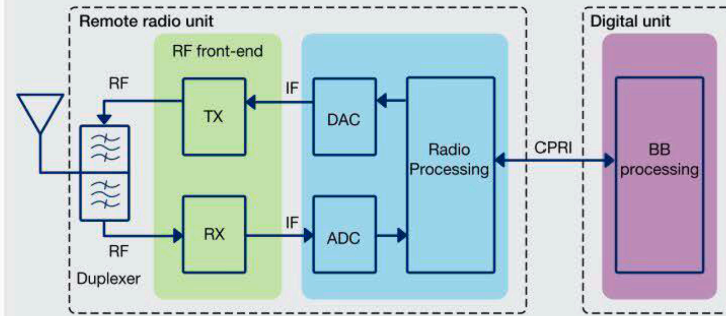 Remote radio unit
Digital unit
RF front-end
RF
TX
IF
DAC
Radio
Processing
CPRI
BB
processing
RF
RX
IF
ADC
Duplexer